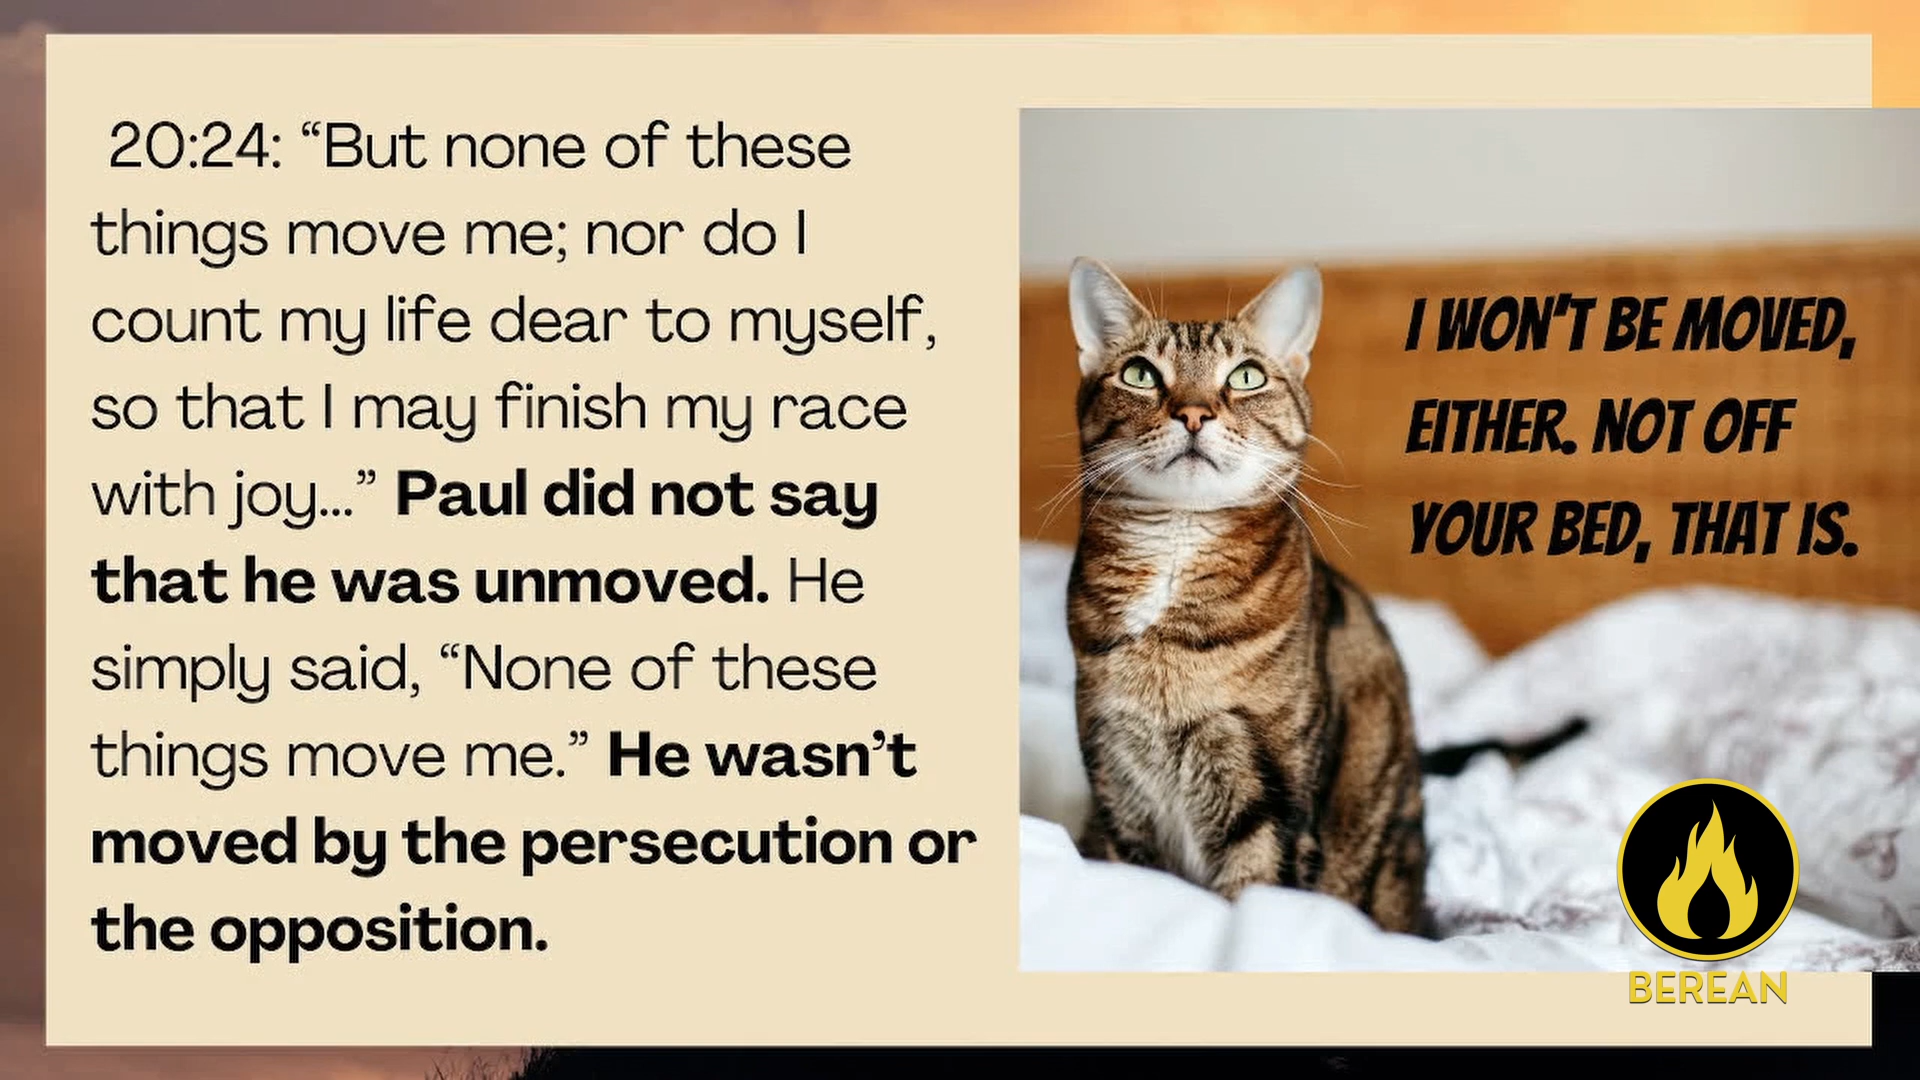 20:24: “But none of these
things move me; nor do I
count my life dear to myself,
so that I may finish my race
with joy...” Paul did not say
that he was unmoved. He
simply said, “None of these
things move me.” He wasn’t
moved by the persecution or
the opposition.
I WON'T BE MOVED,
EITHER. NOT OFF
YOUR BED, THAT IS.
BEREAN